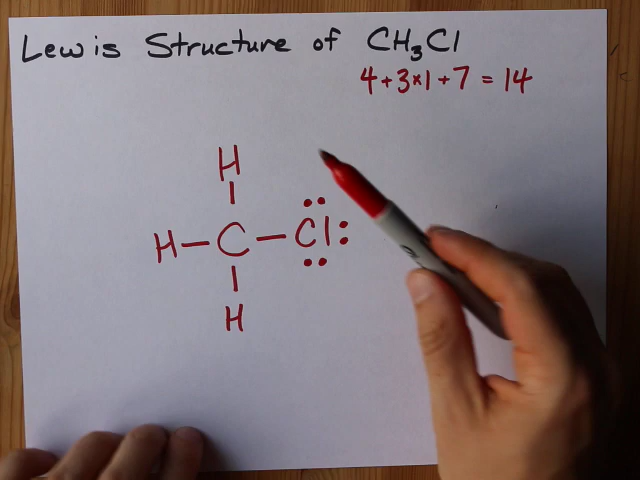 Lewis Structure of CH₃Cl
4+3×1+7 = 14
H
H–C–Cl
H